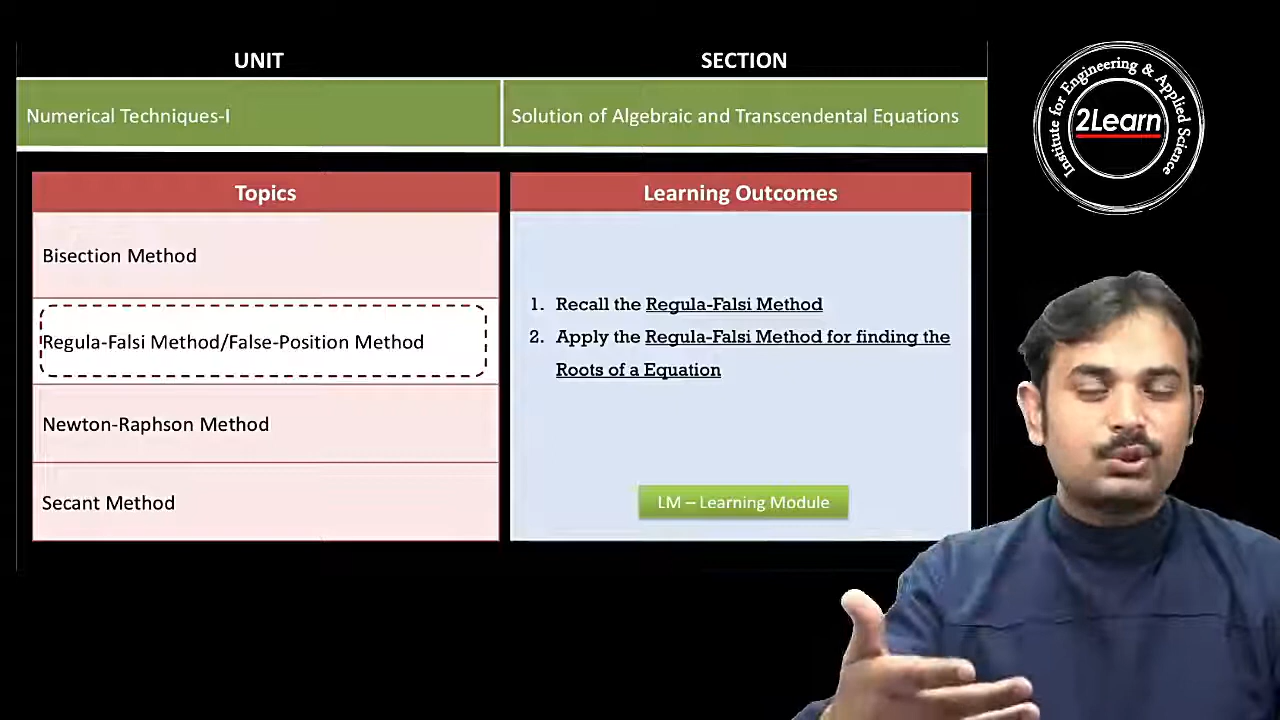 UNIT
SECTION
Numerical Techniques-I
Solution of Algebraic and Transcendental Equations
Topics
Learning Outcomes
Bisection Method
Regula-Falsi Method/False-Position Method
Newton-Raphson Method
Secant Method
1. Recall the Regula-Falsi Method
2. Apply the Regula-Falsi Method for finding the
Roots of a Equation
LM – Learning Module
Institute for Engineering & Applied Science
2Learn